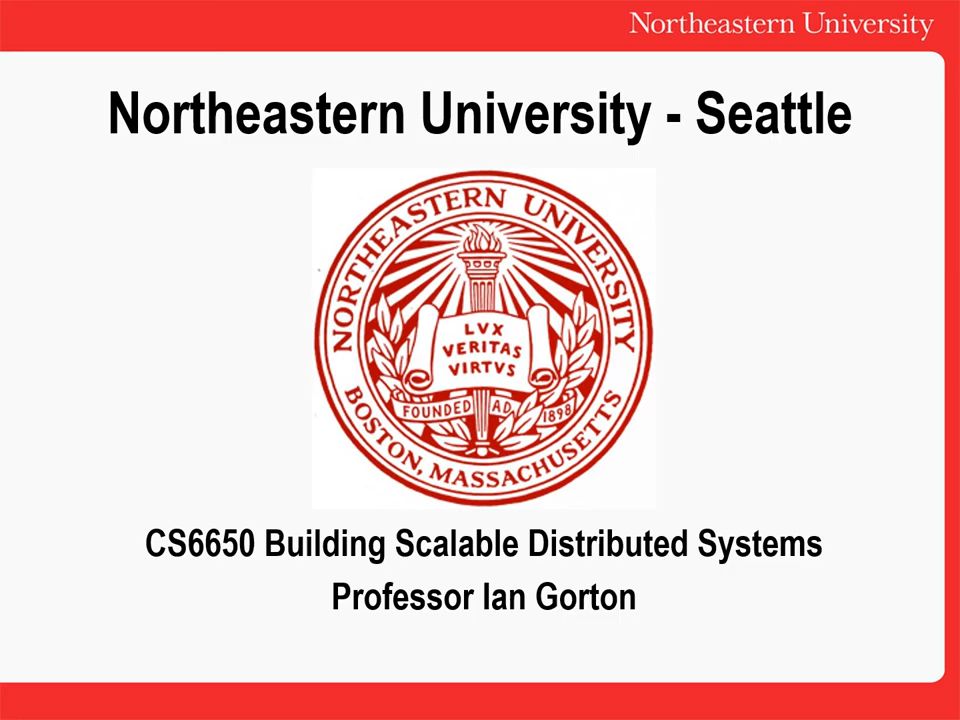 Northeastern University
Northeastern University - Seattle
NORTHEASTERN UNIVERSITY
LVX
VERITAS
VIRTVS
FOUNDED AD 1898
BOSTON, MASSACHUSETTS
CS6650 Building Scalable Distributed Systems
Professor Ian Gorton